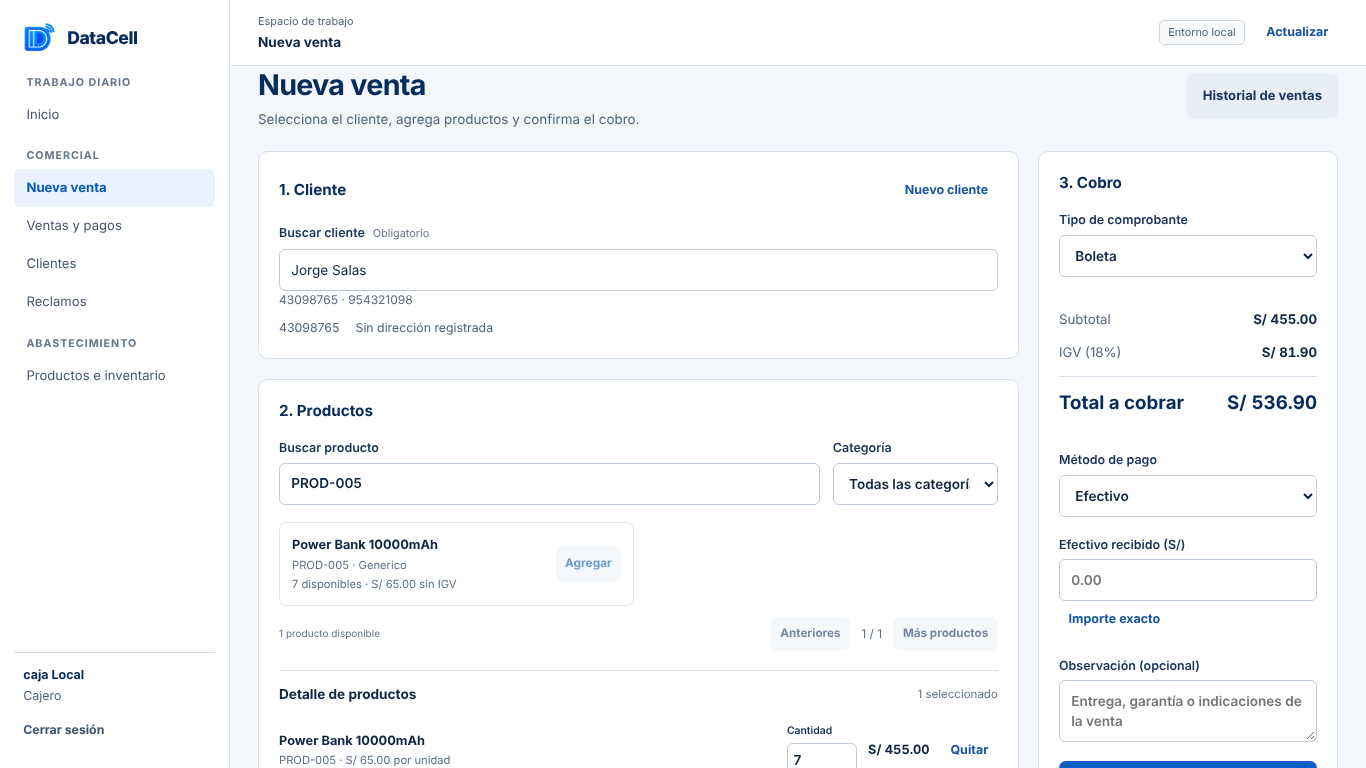 DataCell
TRABAJO DIARIO
Inicio
COMERCIAL
Nueva venta
Ventas y pagos
Clientes
Reclamos
ABASTECIMIENTO
Productos e inventario
caja Local
Cajero
Cerrar sesión
Espacio de trabajo
Nueva venta
Entorno local
Actualizar
Nueva venta
Selecciona el cliente, agrega productos y confirma el cobro.
Historial de ventas
1. Cliente
Nuevo cliente
Buscar cliente Obligatorio
Jorge Salas
43098765 · 954321098
43098765 Sin dirección registrada
2. Productos
Buscar producto
Categoría
PROD-005
Todas las categorí
Power Bank 10000mAh
PROD-005 · Generico
7 disponibles · S/ 65.00 sin IGV
Agregar
1 producto disponible
Anteriores
1 / 1
Más productos
Detalle de productos
1 seleccionado
Power Bank 10000mAh
PROD-005 · S/ 65.00 por unidad
Cantidad
7
S/ 455.00
Quitar
3. Cobro
Tipo de comprobante
Boleta
Subtotal S/ 455.00
IGV (18%) S/ 81.90
Total a cobrar S/ 536.90
Método de pago
Efectivo
Efectivo recibido (S/)
0.00
Importe exacto
Observación (opcional)
Entrega, garantía o indicaciones de
la venta